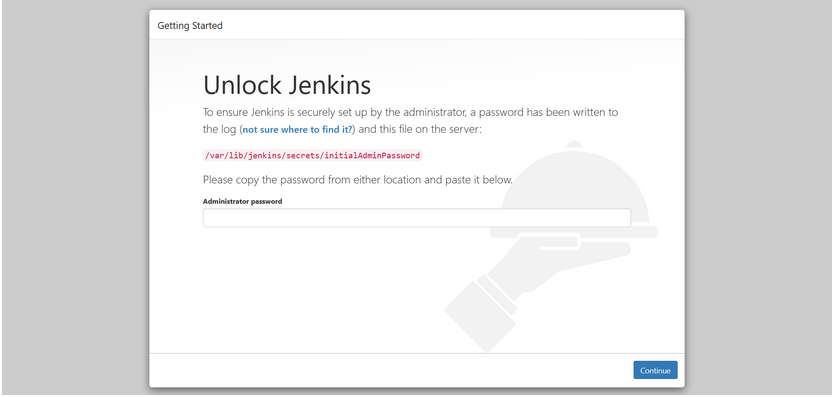 Getting Started
Unlock Jenkins
To ensure Jenkins is securely set up by the administrator, a password has been written to
the log (not sure where to find it?) and this file on the server:
/var/lib/jenkins/secrets/initialAdminPassword
Please copy the password from either location and paste it below.
Administrator password
Continue